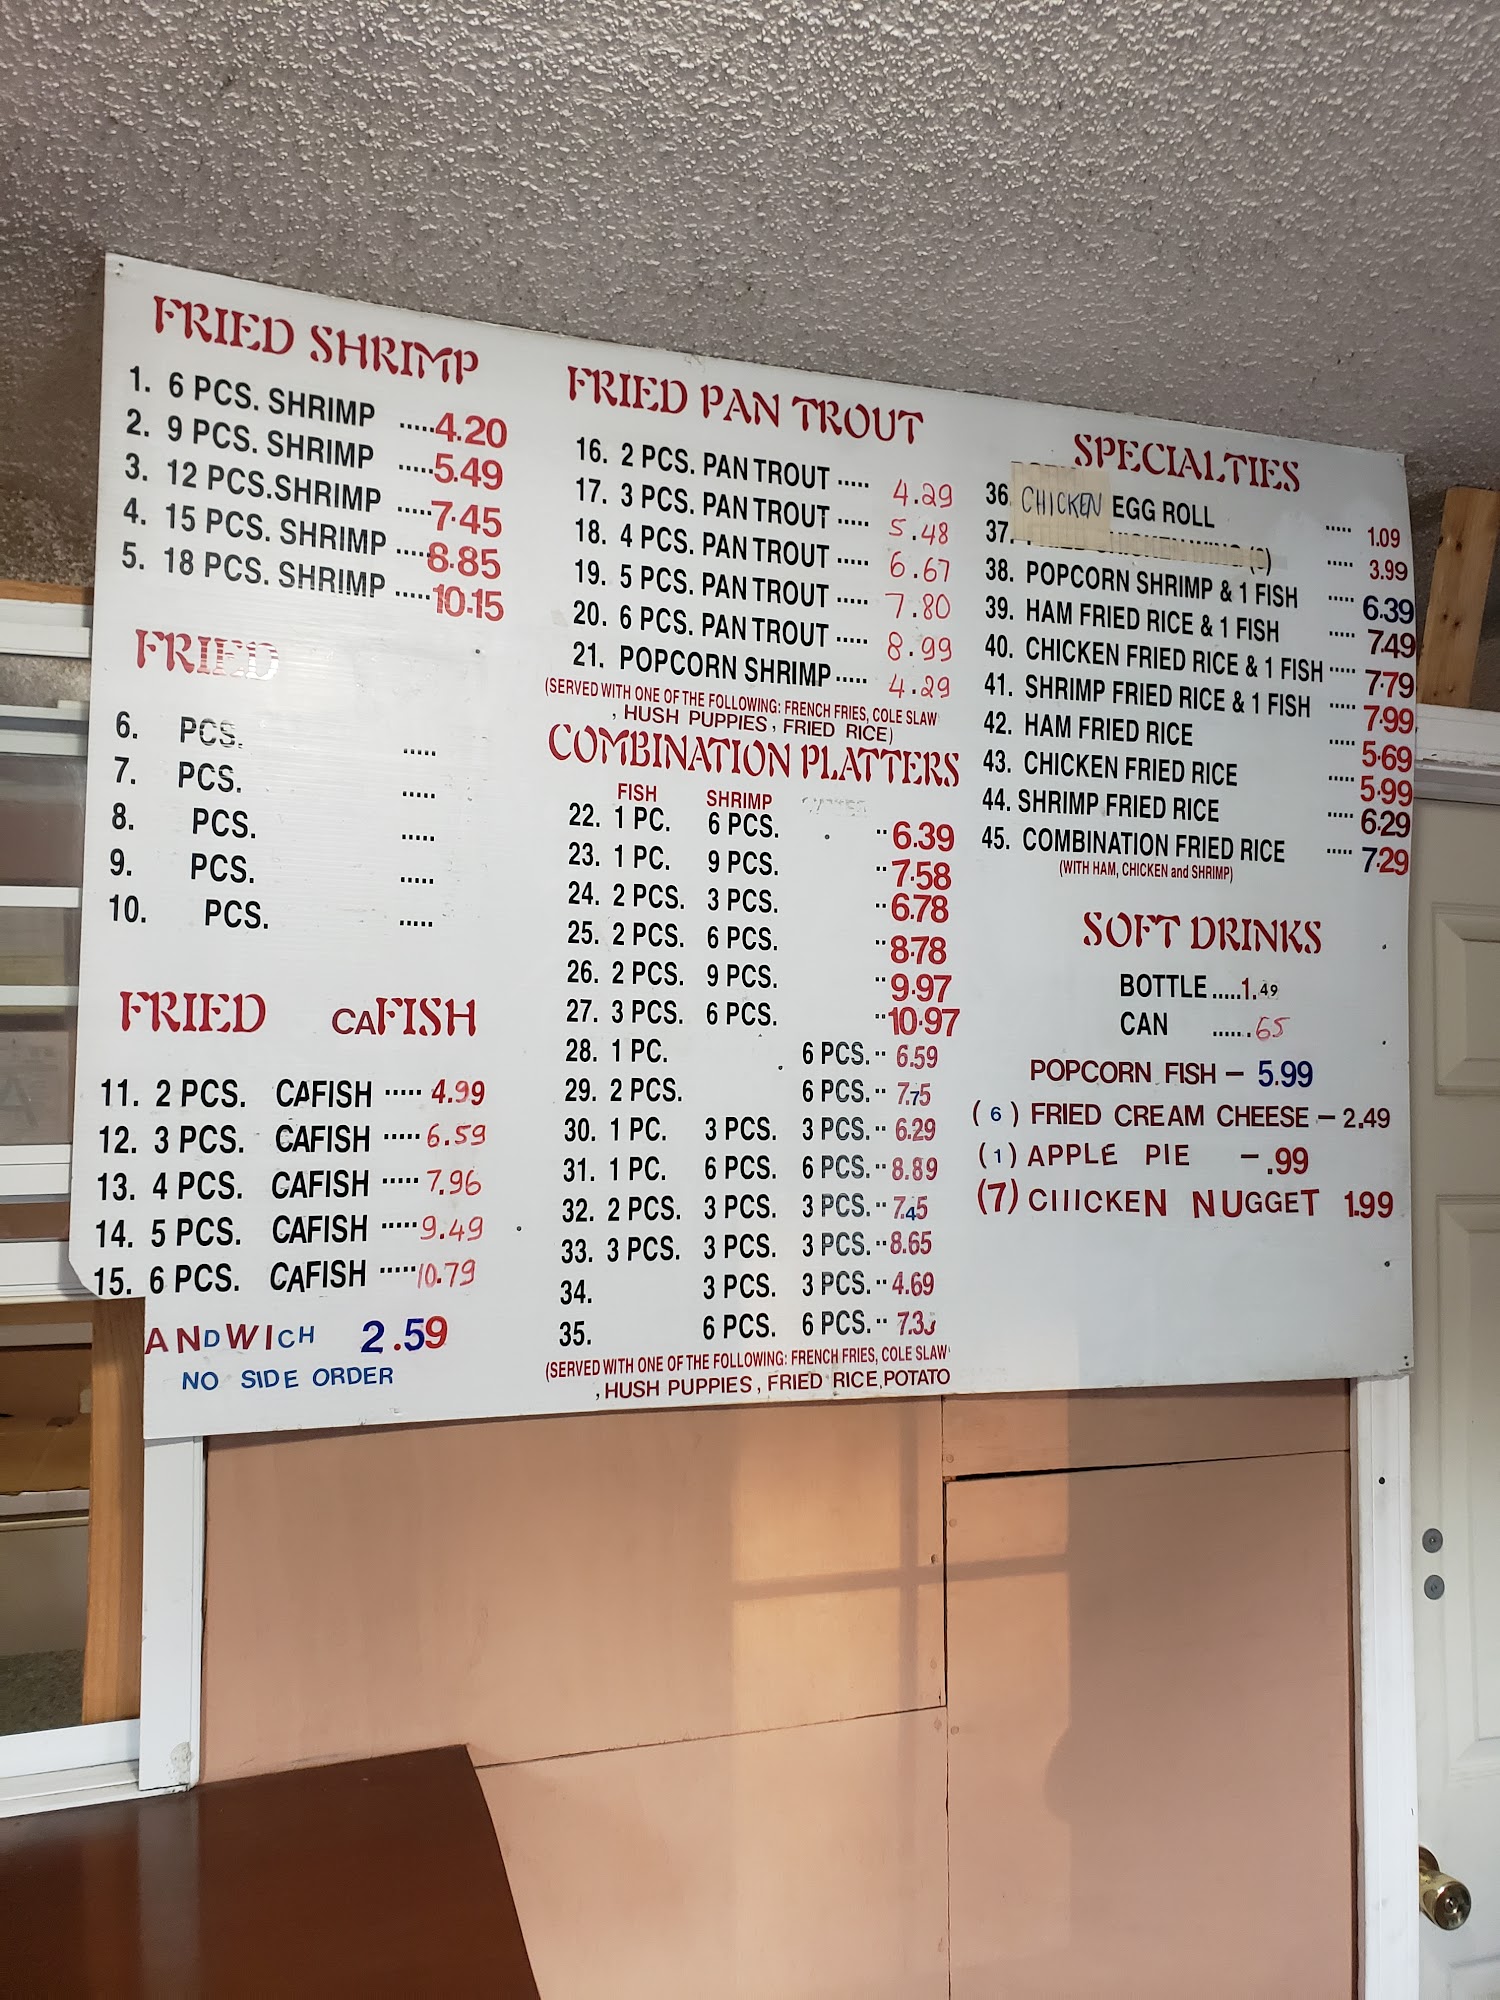 FRIED SHRIMP
1. 6 PCS. SHRIMP .....4.20
2. 9 PCS. SHRIMP .....5.49
3. 12 PCS.SHRIMP .....7.45
4. 15 PCS. SHRIMP .....8.85
5. 18 PCS. SHRIMP .....10.15
FRIED
6. PCS. .....
7. PCS. .....
8. PCS. .....
9. PCS. .....
10. PCS. .....
FRIED CAFISH
11. 2 PCS. CAFISH ..... 4.99
12. 3 PCS. CAFISH ..... 6.59
13. 4 PCS. CAFISH ..... 7.96
14. 5 PCS. CAFISH ..... 9.49
15. 6 PCS. CAFISH ..... 10.79
ANDWICH 2.59
NO SIDE ORDER
FRIED PAN TROUT
16. 2 PCS. PAN TROUT ..... 4.29
17. 3 PCS. PAN TROUT ..... 5.48
18. 4 PCS. PAN TROUT ..... 6.67
19. 5 PCS. PAN TROUT ..... 7.80
20. 6 PCS. PAN TROUT ..... 8.99
21. POPCORN SHRIMP ..... 4.29
(SERVED WITH ONE OF THE FOLLOWING: FRENCH FRIES, COLE SLAW
, HUSH PUPPIES, FRIED RICE)
COMBINATION PLATTERS
FISH SHRIMP
22. 1 PC. 6 PCS. ..6.39
23. 1 PC. 9 PCS. ..7.58
24. 2 PCS. 3 PCS. ..6.78
25. 2 PCS. 6 PCS. ..8.78
26. 2 PCS. 9 PCS. ..9.97
27. 3 PCS. 6 PCS. ..10.97
28. 1 PC. 6 PCS... 6.59
29. 2 PCS. 6 PCS... 7.75
30. 1 PC. 3 PCS. 3 PCS... 6.29
31. 1 PC. 6 PCS. 6 PCS... 8.89
32. 2 PCS. 3 PCS. 3 PCS... 7.45
33. 3 PCS. 3 PCS. 3 PCS... 8.65
34. 3 PCS. 3 PCS... 4.69
35. 6 PCS. 6 PCS...
(SERVED WITH ONE OF THE FOLLOWING: FRENCH FRIES, COLE SLAW
, HUSH PUPPIES, FRIED RICE, POTATO
SPECIALTIES
36. CHICKEN EGG ROLL ..... 1.09
37. CHICKEN WING ..... 3.99
38. POPCORN SHRIMP & 1 FISH ..... 6.39
39. HAM FRIED RICE & 1 FISH ..... 7.49
40. CHICKEN FRIED RICE & 1 FISH ..... 7.79
41. SHRIMP FRIED RICE & 1 FISH ..... 7.99
42. HAM FRIED RICE ..... 5.69
43. CHICKEN FRIED RICE ..... 5.99
44. SHRIMP FRIED RICE ..... 6.29
45. COMBINATION FRIED RICE ..... 7.29
(WITH HAM, CHICKEN and SHRIMP)
SOFT DRINKS
BOTTLE.....1.49
CAN ......65
POPCORN FISH – 5.99
(6) FRIED CREAM CHEESE – 2.49
(1) APPLE PIE – .99
(7) CHICKEN NUGGET 1.99